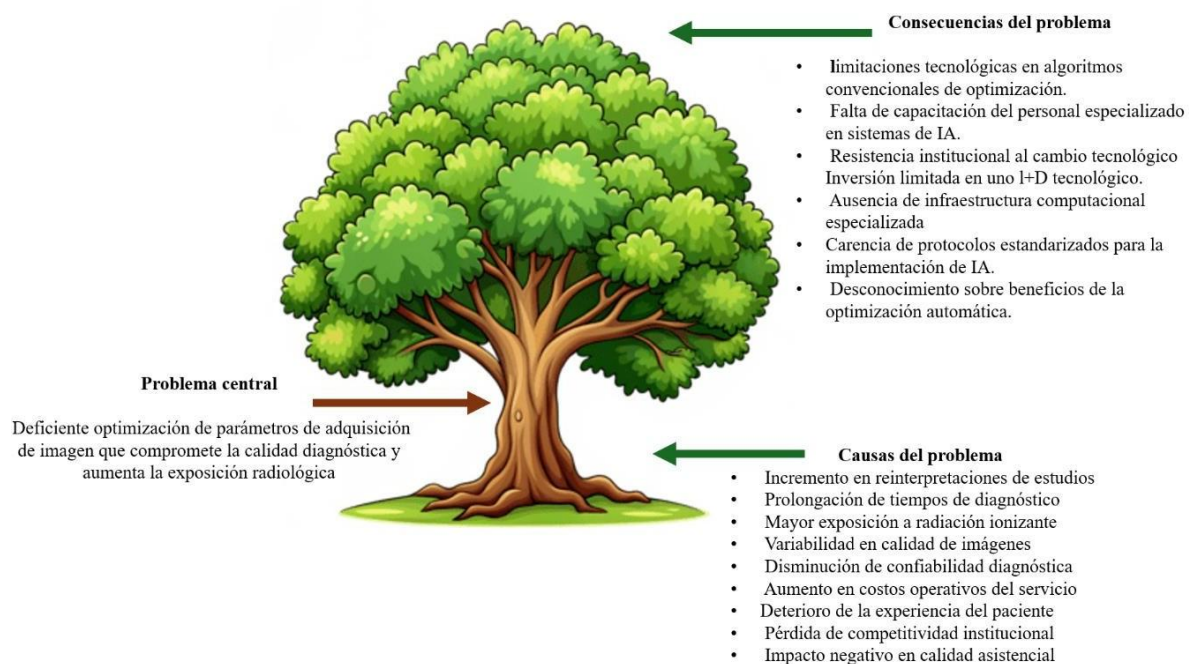 Consecuencias del problema
• limitaciones tecnológicas en algoritmos
convencionales de optimización.
• Falta de capacitación del personal especializado
en sistemas de IA.
• Resistencia institucional al cambio tecnológico
Inversión limitada en uno l+D tecnológico.
• Ausencia de infraestructura computacional
especializada
• Carencia de protocolos estandarizados para la
implementación de IA.
• Desconocimiento sobre beneficios de la
optimización automática.
Problema central
Deficiente optimización de parámetros de adquisición
de imagen que compromete la calidad diagnóstica y
aumenta la exposición radiológica
Causas del problema
• Incremento en reinterpretaciones de estudios
• Prolongación de tiempos de diagnóstico
• Mayor exposición a radiación ionizante
• Variabilidad en calidad de imágenes
• Disminución de confiabilidad diagnóstica
• Aumento en costos operativos del servicio
• Deterioro de la experiencia del paciente
• Pérdida de competitividad institucional
• Impacto negativo en calidad asistencial